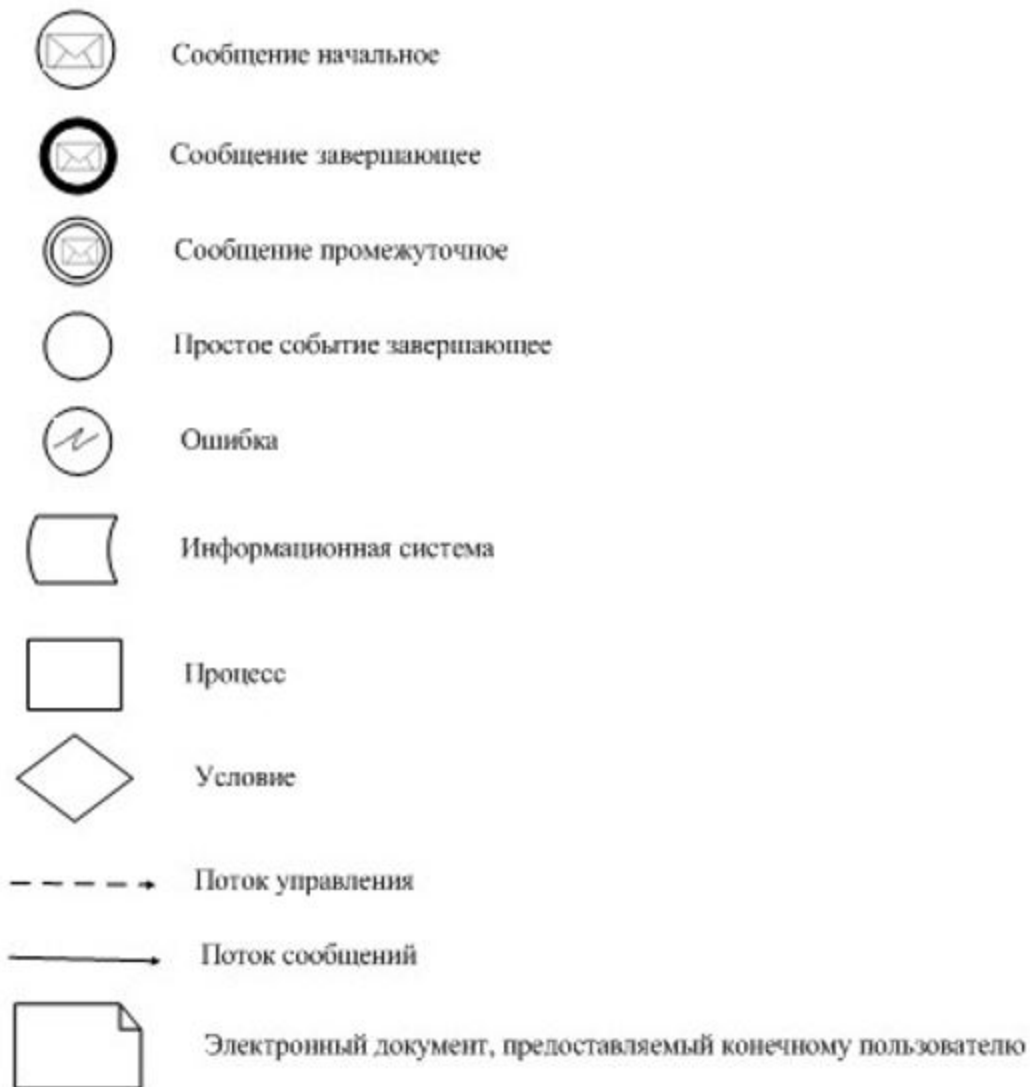 Сообщение начальное
Сообщение завершающее
Сообщение промежуточное
Простое событие завершающее
Ошибка
Информационная система
Процесс
Условие
Поток управления
Поток сообщений
Электронный документ, предоставляемый конечному пользователю